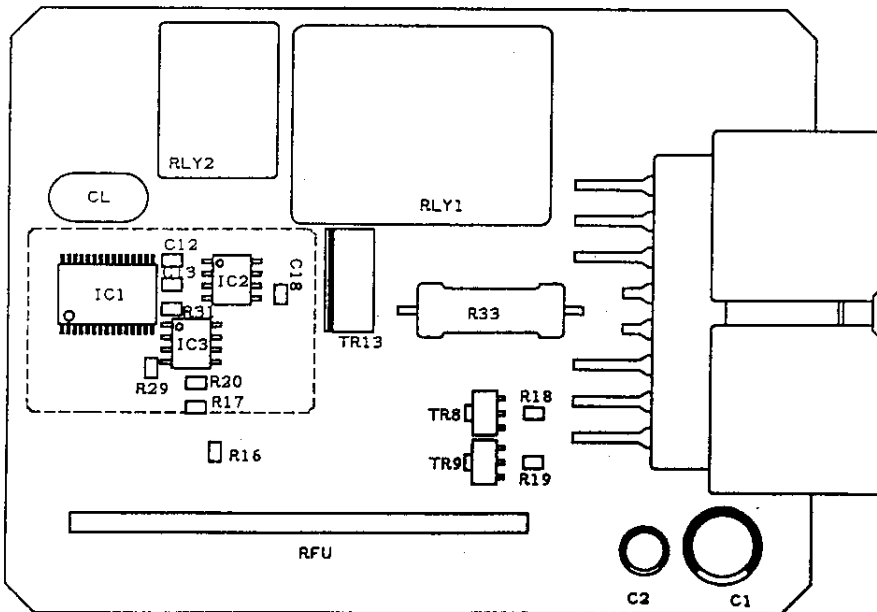 RLY2
RLY1
CL
C12
3
IC1
IC2
C18
R31
IC3
R29
R20
R17
R16
TR13
R33
TR8
R18
TR9
R19
RFU
C2
C1